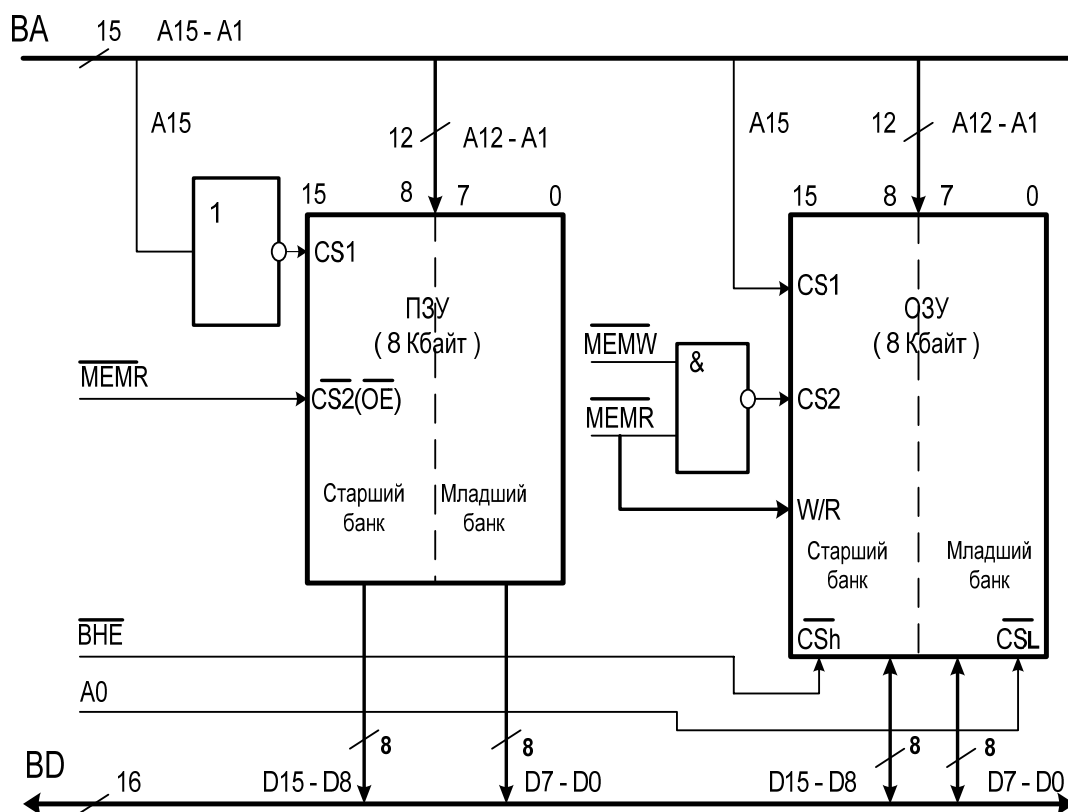 BA 15 A15 - A1
A15 12 A12 - A1 A15 12 A12 - A1
15 8 7 0 15 8 7 0
1
CS1
CS1
ПЗУ
( 8 Кбайт )
ОЗУ
( 8 Кбайт )
MEMW
&
MEMR
CS2(OE)
CS2
MEMR
W/R
Старший
банк
Младший
банк
Старший
банк
Младший
банк
BHE
CSh
CSL
A0
8 8 8 8
BD 16 D15 - D8 D7 - D0 D15 - D8 D7 - D0